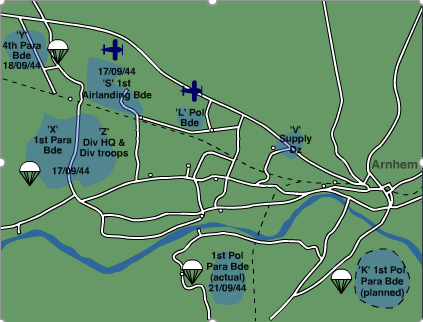 'Y'
4th Para
Bde
18/09/44
17/09/44
'S' 1st
Airlanding Bde
'L' Pol
Bde
'V'
Supply
Dz
'X'
1st Para
Bde
'Z'
Div HQ &
Div troops
17/09/44
Arnhem
1st Pol
Para Bde
(actual)
21/09/44
'K' 1st Pol
Para Bde
(planned)